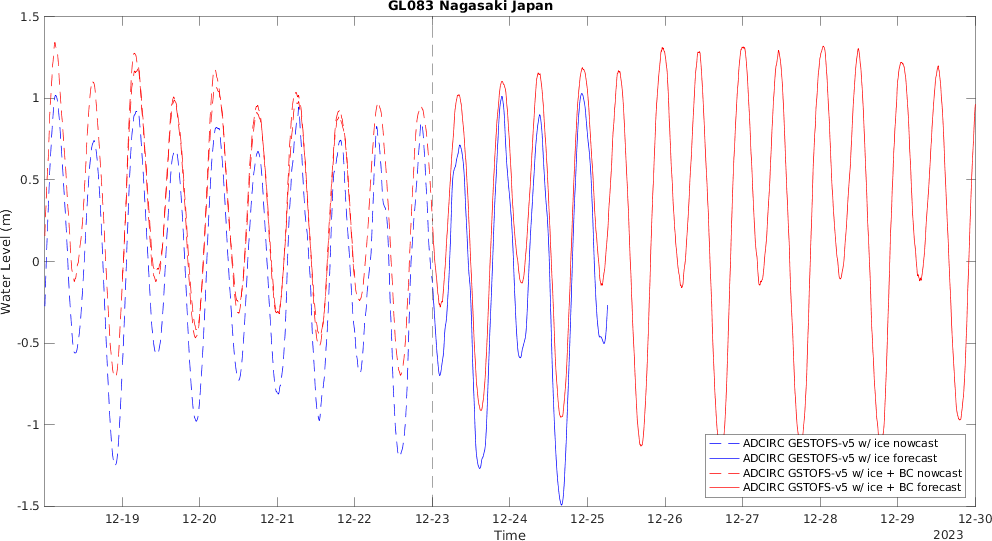 GL083 Nagasaki Japan
1.5
1
0.5
0
-0.5
-1
-1.5
Water Level (m)
12-19 12-20 12-21 12-22 12-23 12-24 12-25 12-26 12-27 12-28 12-29 12-30
Time
2023
ADCIRC GESTOFS-v5 w/ ice nowcast
ADCIRC GESTOFS-v5 w/ ice forecast
ADCIRC GSTOFS-v5 w/ ice + BC nowcast
ADCIRC GSTOFS-v5 w/ ice + BC forecast